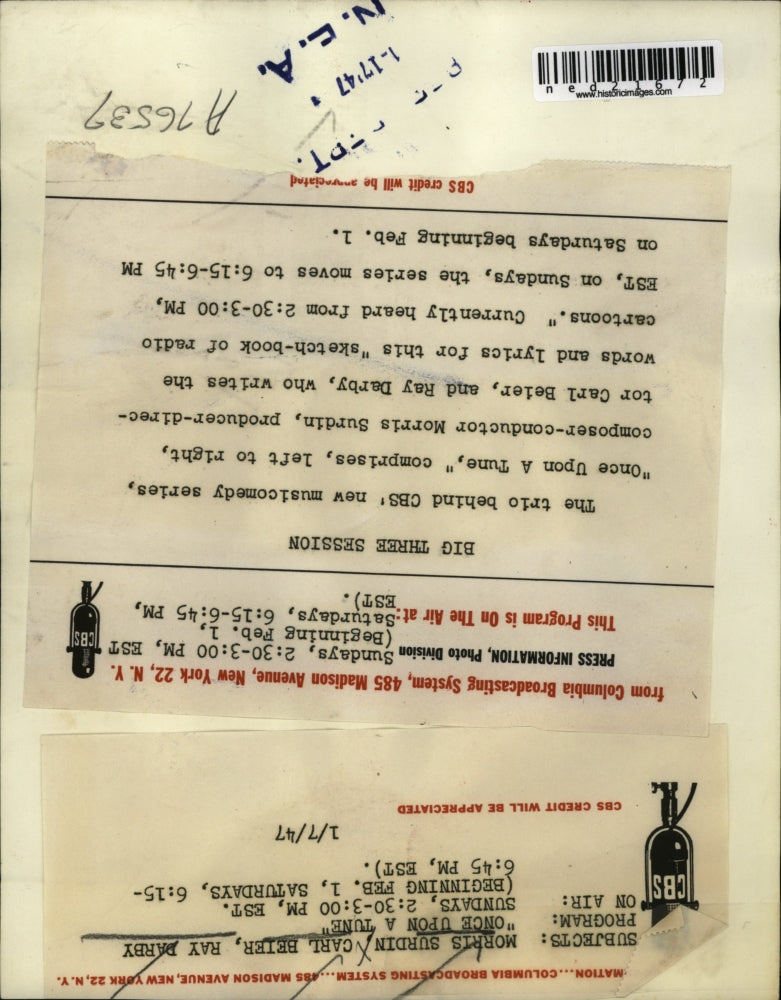 MATION...COLUMBIA BROADCASTING SYSTEM...485 MADISON AVENUE, NEW YORK 22, N. Y.
SUBJECTS: MORRIS SURDIN, CARL BEIER, RAY DARBY
PROGRAM: "ONCE UPON A TUNE"
ON AIR: SUNDAYS, 2:30-3:00 PM, EST.
(BEGINNING FEB. 1, SATURDAYS, 6:15-
6:45 PM, EST).
CBS
1/7/47
CBS CREDIT WILL BE APPRECIATED
from Columbia Broadcasting System, 485 Madison Avenue, New York 22, N. Y.
PRESS INFORMATION, Photo Division
This Program is On The Air at: Sundays, 2:30-3:00 PM, EST
(Beginning Feb. 1,
Saturdays, 6:15-6:45 PM,
EST).
CBS
BIG THREE SESSION
The trio behind CBS' new musicomedy series,
"Once Upon A Tune," comprises, left to right,
composer-conductor Morris Surdin, producer-direc-
tor Carl Beier, and Ray Darby, who writes the
words and lyrics for this "sketch-book of radio
cartoons." Currently heard from 2:30-3:00 PM,
EST, on Sundays, the series moves to 6:15-6:45 PM
on Saturdays beginning Feb. 1.
CBS credit will be appreciated
A76537
1-17'47
N. E. A.
ned21672
www.historicimages.com